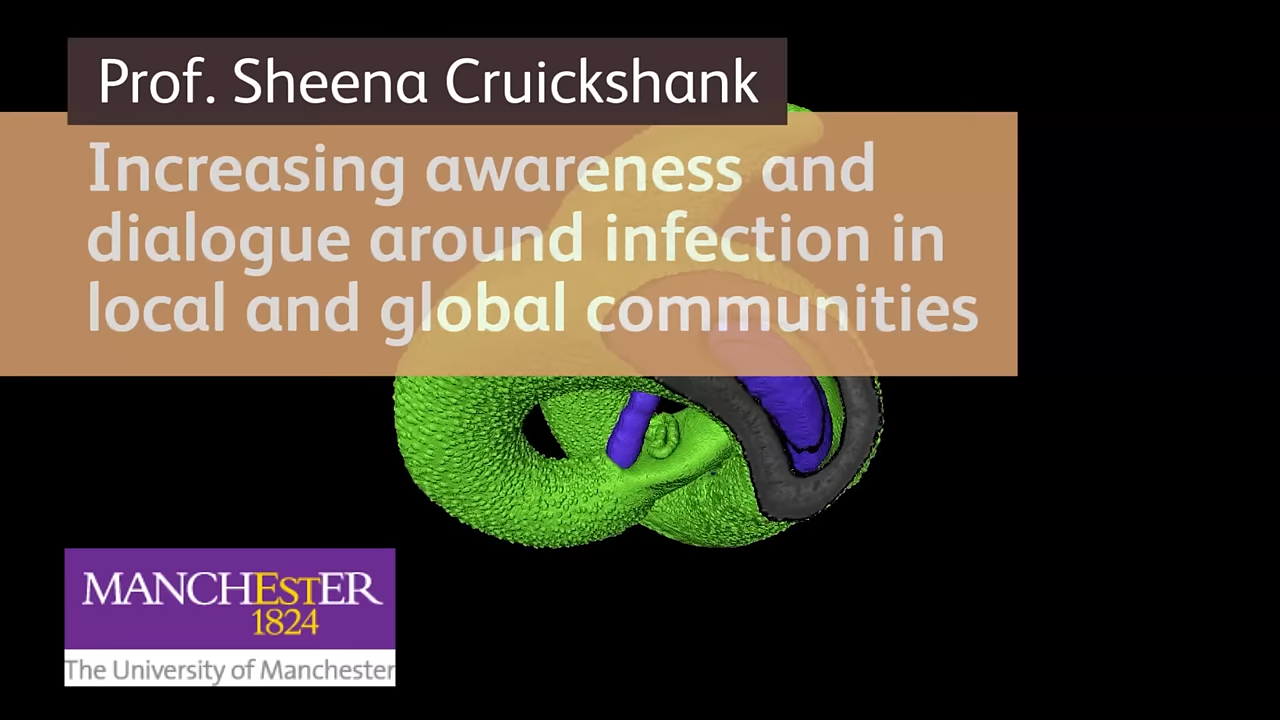 Prof. Sheena Cruickshank
Increasing awareness and
dialogue around infection in
local and global communities
MANCHESTER
1824
The University of Manchester